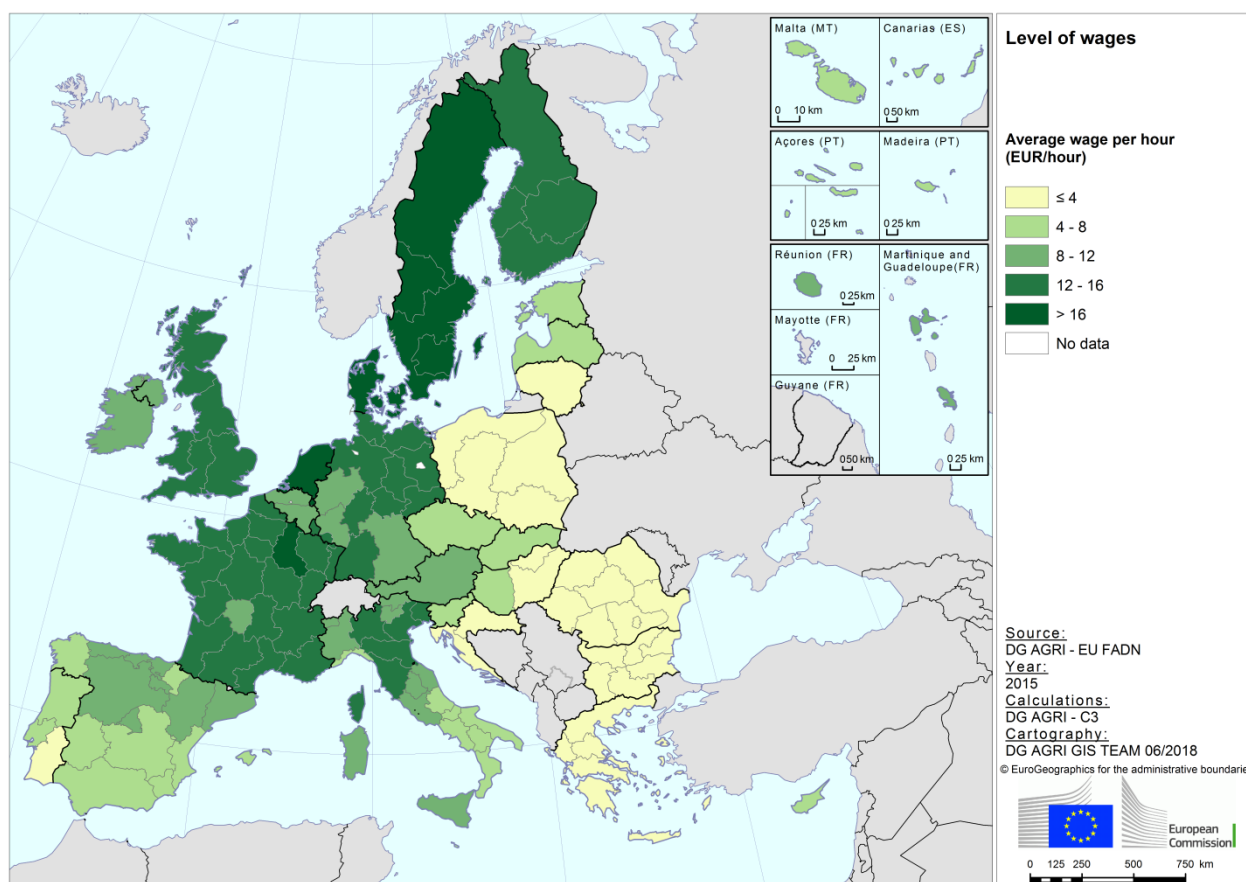 Malta (MT)
0 10 km
Canarias (ES)
0 50 km
Açores (PT)
0 25 km
Madeira (PT)
0 25 km
Réunion (FR)
0 25 km
Mayotte (FR)
0 25 km
Guyane (FR)
0 50 km
Martinique and
Guadeloupe(FR)
0 25 km
Level of wages
Average wage per hour
(EUR/hour)
≤ 4
4 - 8
8 - 12
12 - 16
> 16
No data
Source:
DG AGRI - EU FADN
Year:
2015
Calculations:
DG AGRI - C3
Cartography:
DG AGRI GIS TEAM 06/2018
© EuroGeographics for the administrative boundarie
European
Commission
0 125 250 500 750 km